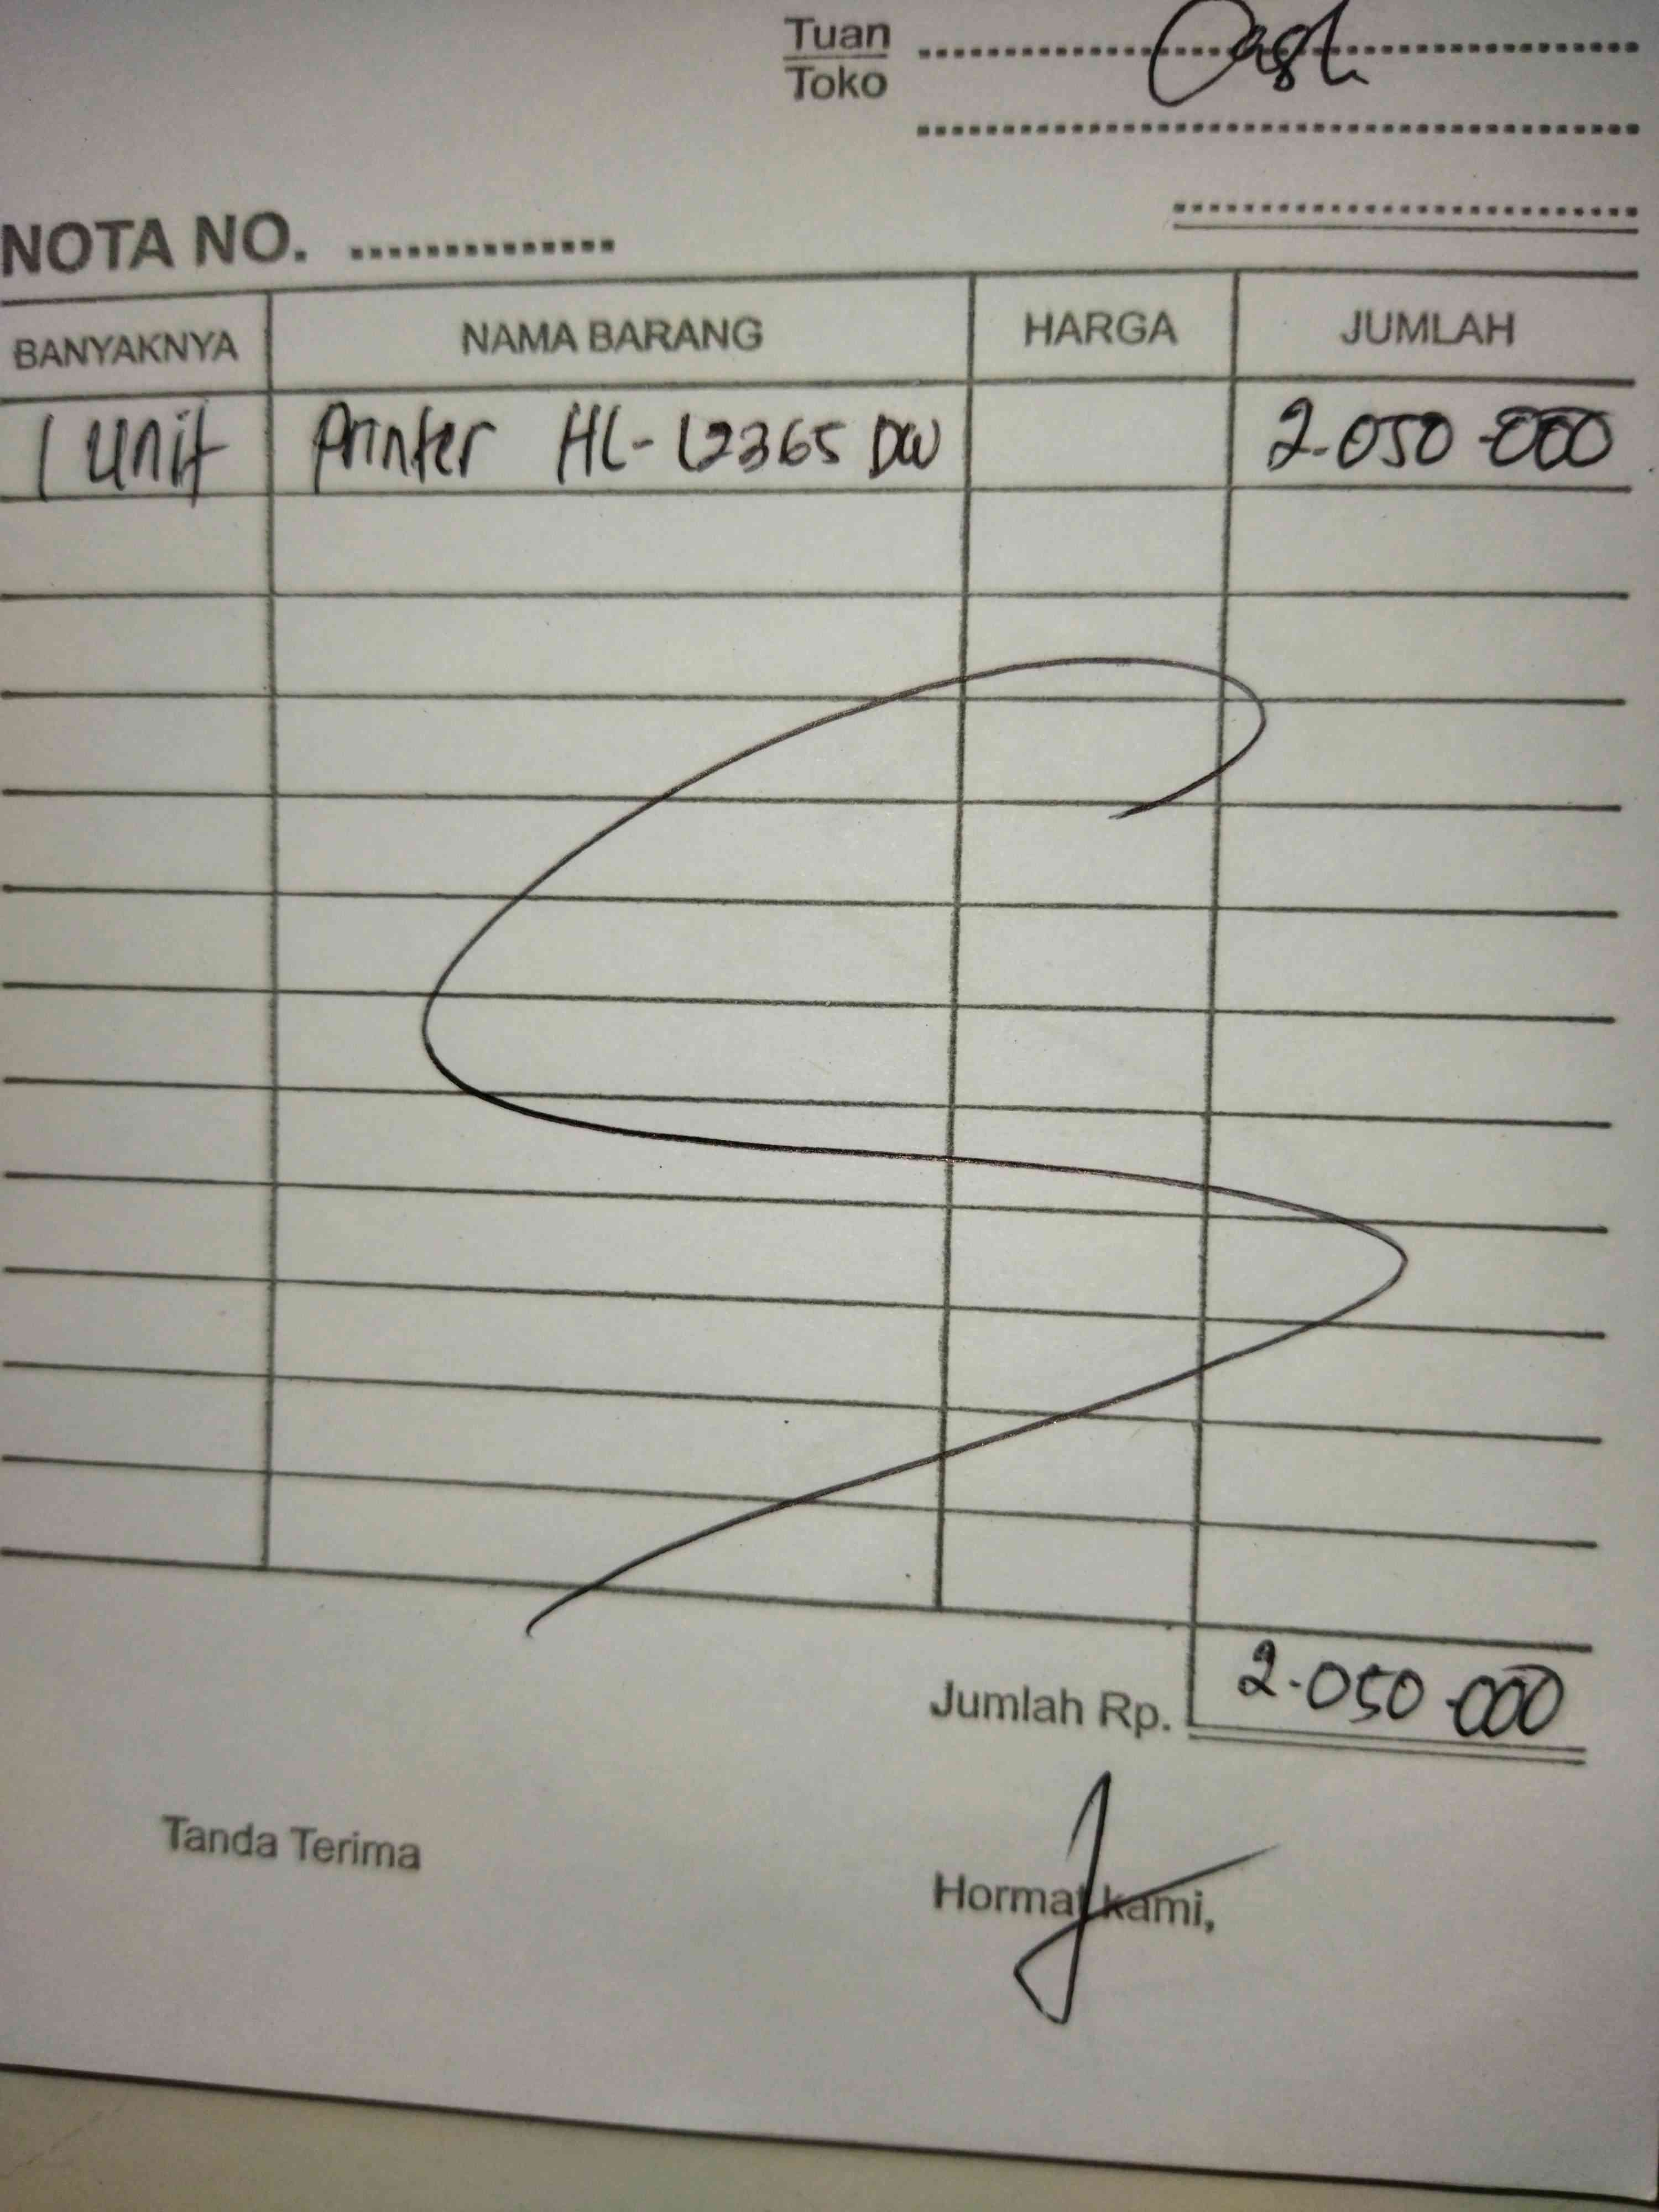 Tuan Cash
Toko
NOTA NO. ..............
BANYAKNYA NAMA BARANG HARGA JUMLAH
1 unit Printer HL-L2365 DW 2.050.000
Jumlah Rp. 2.050.000
Tanda Terima
Hormat kami,